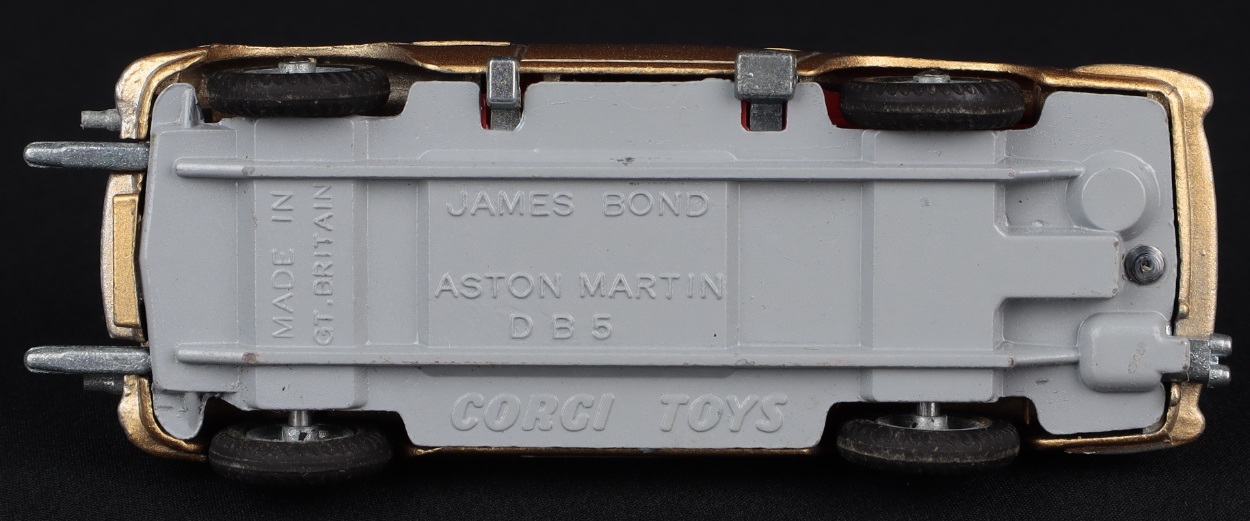 MADE IN
GT. BRITAIN
JAMES BOND
ASTON MARTIN
D B 5
CORGI TOYS